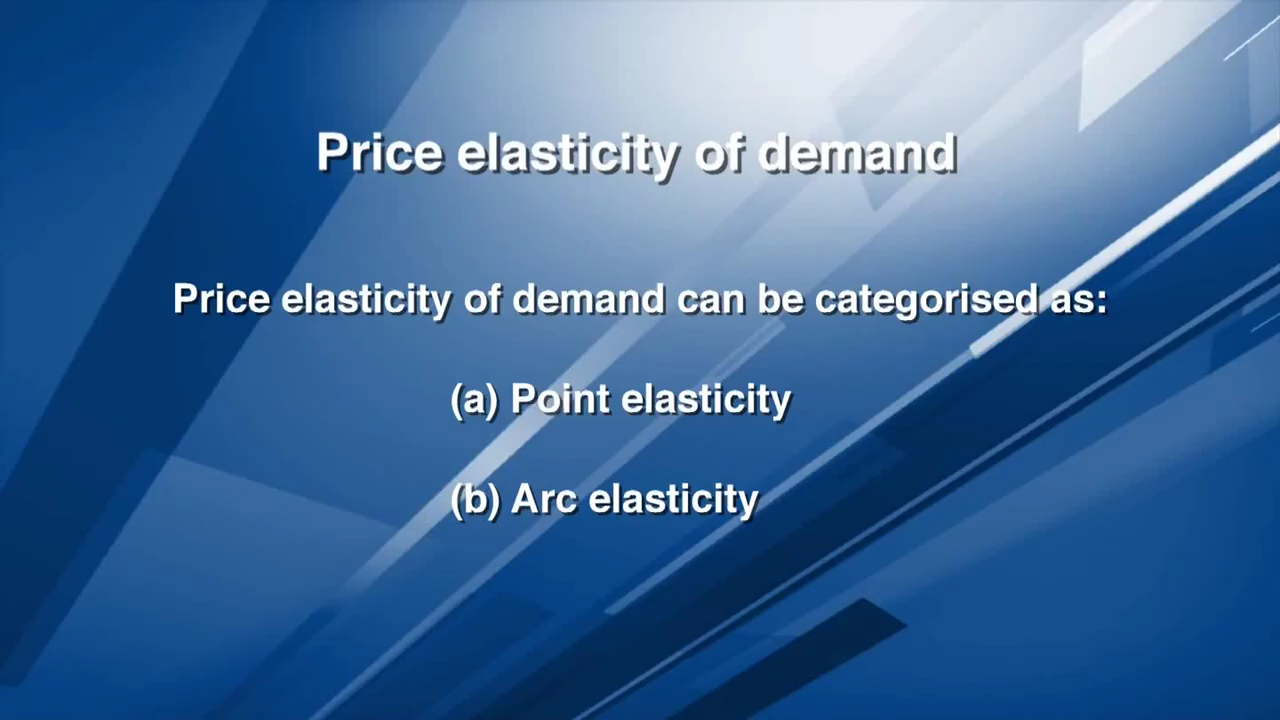 Price elasticity of demand
Price elasticity of demand can be categorised as:
(a) Point elasticity
(b) Arc elasticity